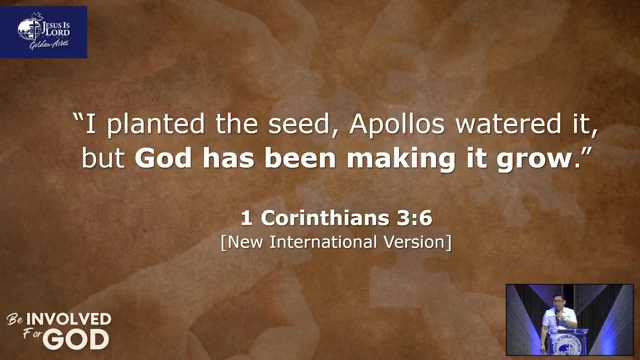 JESUS IS
LORD
Golden Acres
“I planted the seed, Apollos watered it,
but God has been making it grow.”
1 Corinthians 3:6
[New International Version]
Be INVOLVED
For GOD